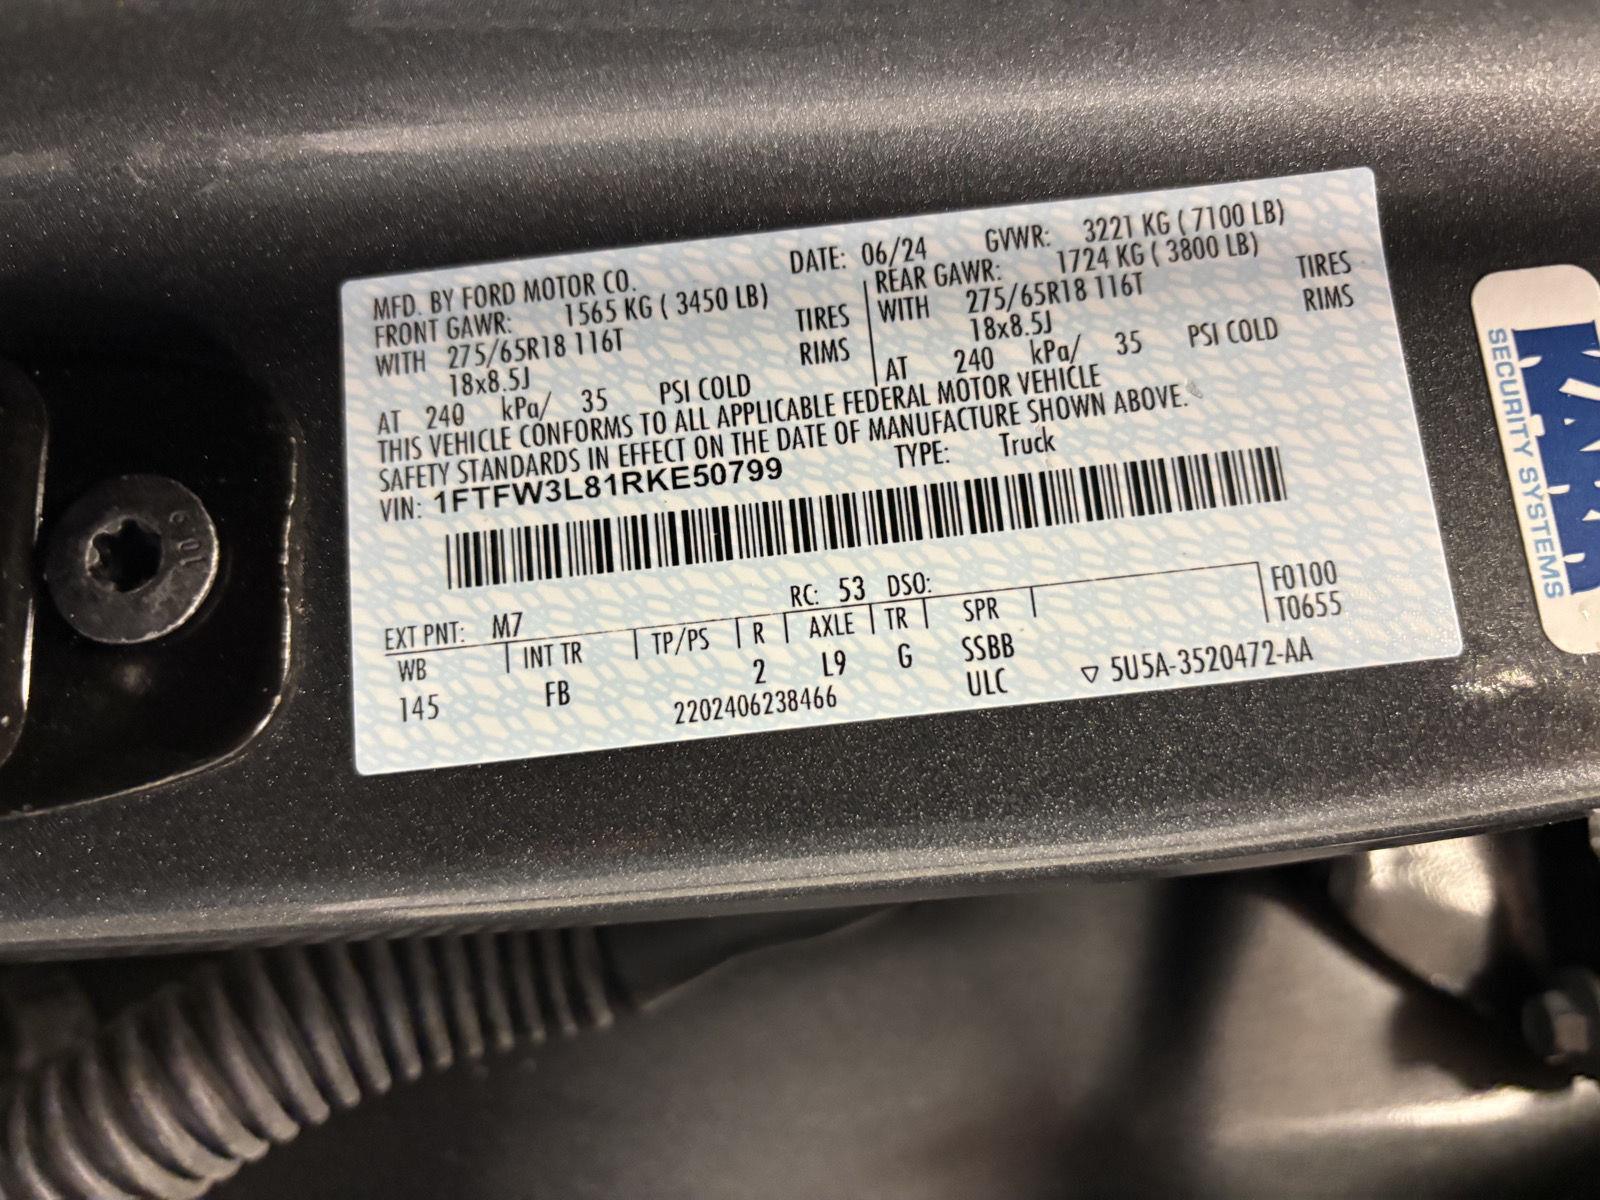 MFD. BY FORD MOTOR CO.
DATE: 06/24
GVWR: 3221 KG ( 7100 LB)
FRONT GAWR: 1565 KG ( 3450 LB)
WITH 275/65R18 116T TIRES
18x8.5J RIMS
AT 240 kPa/ 35 PSI COLD
REAR GAWR: 1724 KG ( 3800 LB)
WITH 275/65R18 116T TIRES
18x8.5J RIMS
AT 240 kPa/ 35 PSI COLD
THIS VEHICLE CONFORMS TO ALL APPLICABLE FEDERAL MOTOR VEHICLE
SAFETY STANDARDS IN EFFECT ON THE DATE OF MANUFACTURE SHOWN ABOVE.
VIN: 1FTFW3L81RKE50799
TYPE: Truck
EXT PNT: M7 RC: 53 DSO:
WB INT TR TP/PS R AXLE TR SPR F0100
T0655
145 FB 2 L9 G SSBB
2202406238466 ULC 5U5A-3520472-AA
SECURITY SYSTEMS
10.9